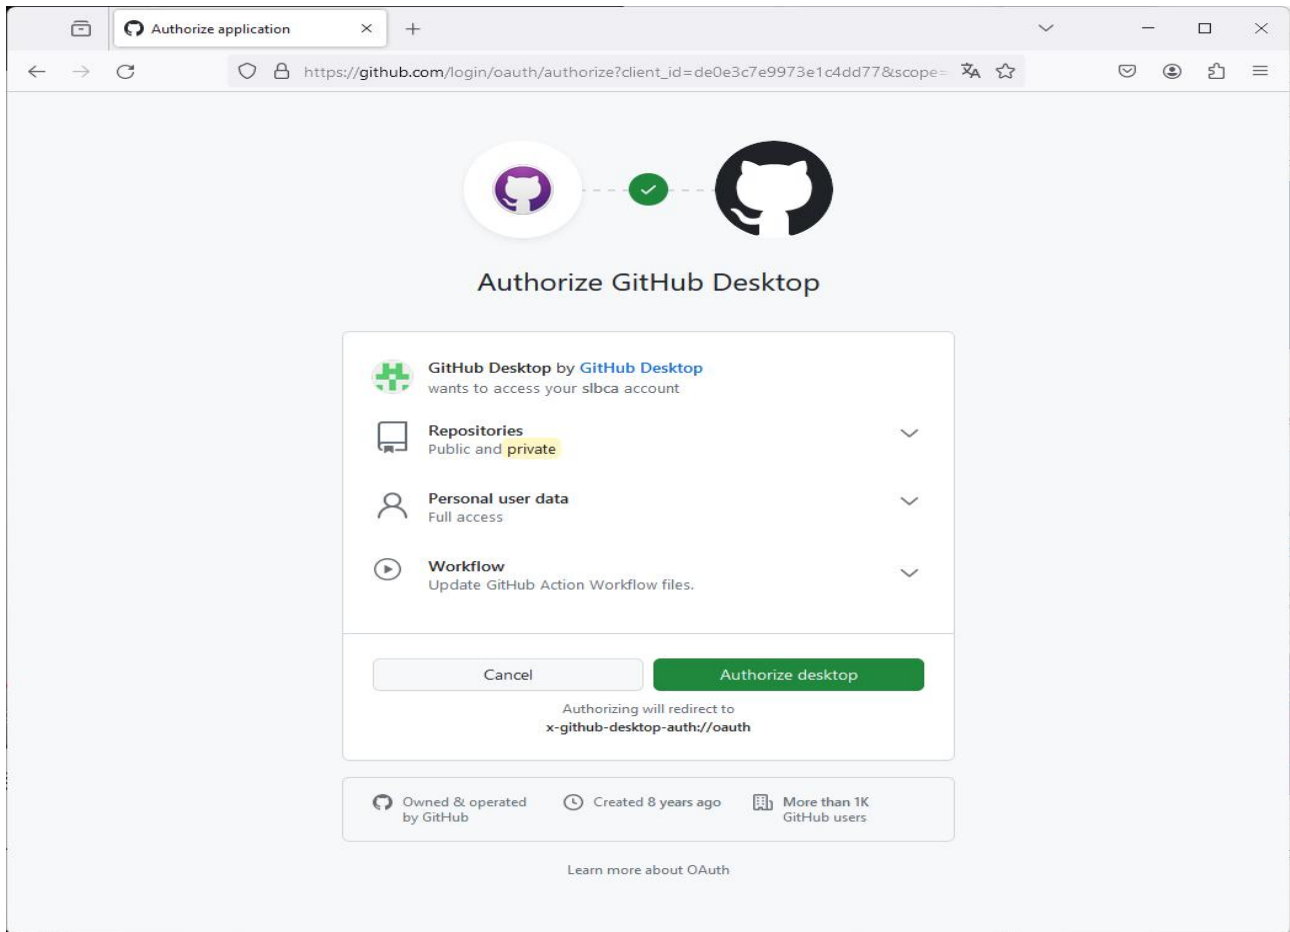 Authorize application
https://github.com/login/oauth/authorize?client_id=de0e3c7e9973e1c4dd77&scope=
Authorize GitHub Desktop
GitHub Desktop by GitHub Desktop
wants to access your slbca account
Repositories
Public and private
Personal user data
Full access
Workflow
Update GitHub Action Workflow files.
Cancel
Authorize desktop
Authorizing will redirect to
x-github-desktop-auth://oauth
Owned & operated
by GitHub
Created 8 years ago
More than 1K
GitHub users
Learn more about OAuth